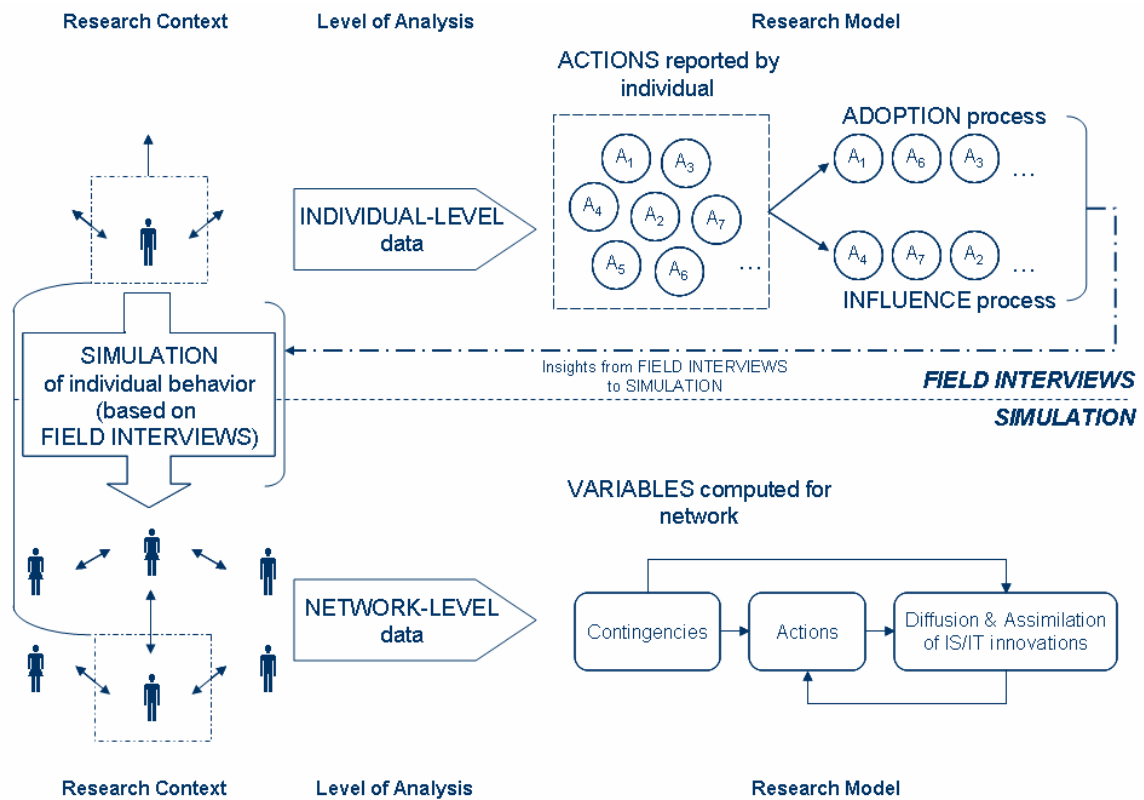 Research Context
Level of Analysis
Research Model
ACTIONS reported by
individual
A1
A3
A4
A2
A7
A5
A6
...
ADOPTION process
A1 A6 A3 ...
A4 A7 A2 ...
INFLUENCE process
INDIVIDUAL-LEVEL
data
SIMULATION
of individual behavior
(based on
FIELD INTERVIEWS)
Insights from FIELD INTERVIEWS
to SIMULATION
FIELD INTERVIEWS
SIMULATION
VARIABLES computed for
network
NETWORK-LEVEL
data
Contingencies
Actions
Diffusion & Assimilation
of IS/IT innovations
Research Context
Level of Analysis
Research Model